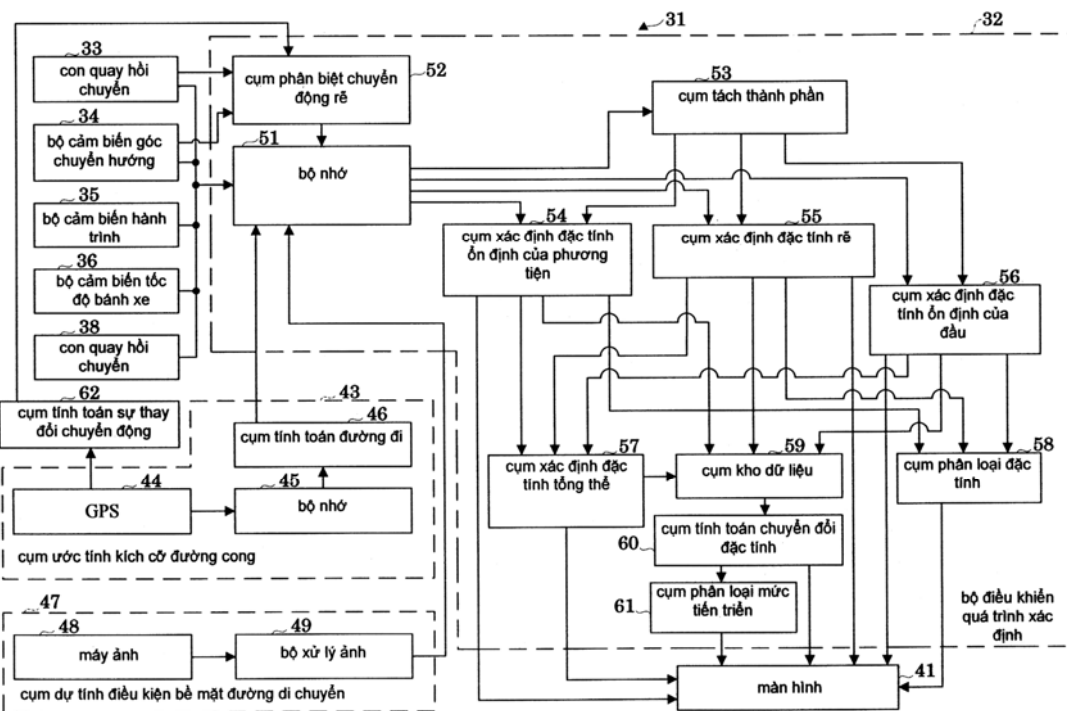 31
32
33
con quay hồi
chuyển
52
cụm phân biệt chuyển
động rẽ
53
cụm tách thành phần
34
bộ cảm biến góc
chuyển hướng
51
bộ nhớ
35
bộ cảm biến hành
trình
54
cụm xác định đặc tính
ổn định của phương
tiện
55
cụm xác định đặc tính rẽ
36
bộ cảm biến tốc
độ bánh xe
56
cụm xác định đặc
tính ổn định của
đầu
38
con quay hồi
chuyển
62
cụm tính toán sự thay
đổi chuyển động
43
46
cụm tính toán đường đi
57
cụm xác định đặc
tính tổng thể
59
cụm kho dữ liệu
58
cụm phân loại đặc
tính
44
GPS
45
bộ nhớ
cụm ước tính kích cỡ đường cong
60
cụm tính toán chuyển đổi
đặc tính
61
cụm phân loại mức
tiến triển
bộ điều khiển
quá trình xác
định
47
48
máy ảnh
49
bộ xử lý ảnh
cụm dự tính điều kiện bề mặt đường di chuyển
41
màn hình